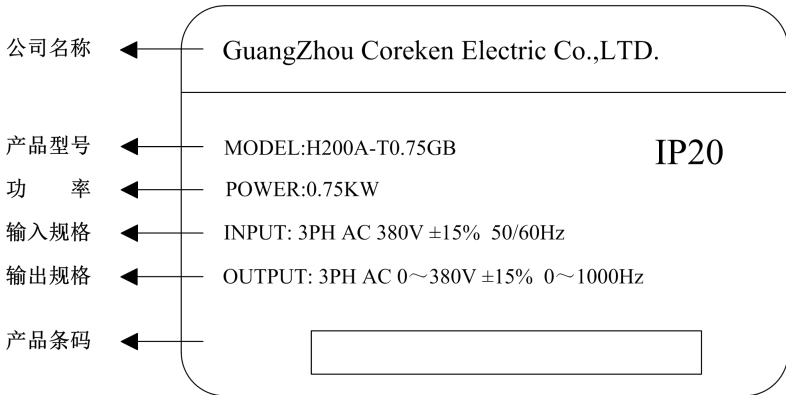 公司名称 GuangZhou Coreken Electric Co.,LTD.
产品型号 MODEL:H200A-T0.75GB IP20
功 率 POWER:0.75KW
输入规格 INPUT: 3PH AC 380V ±15% 50/60Hz
输出规格 OUTPUT: 3PH AC 0～380V ±15% 0～1000Hz
产品条码